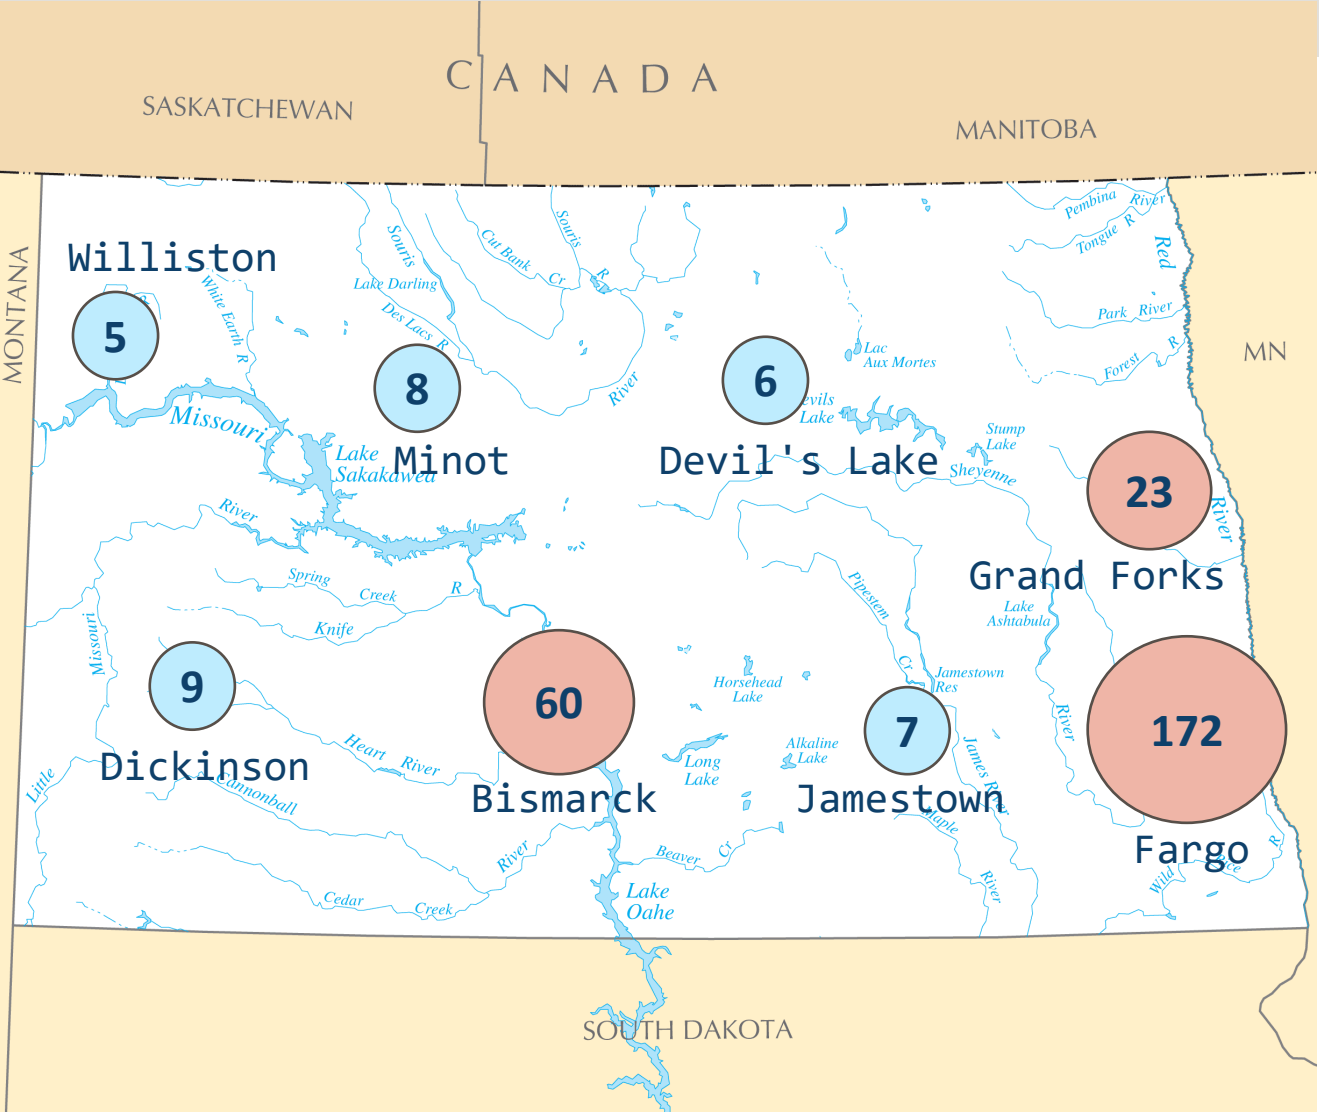 CANADA
SASKATCHEWAN
MANITOBA
MONTANA
MN
SOUTH DAKOTA
Williston
5
8
Minot
6
Devil's Lake
23
Grand Forks
9
Dickinson
60
Bismarck
7
Jamestown
172
Fargo
Pembina River
Tongue R
Red
River
Park River
Forest R
Souris
Souris
R
Cut Bank
Cr
Lake Darling
Des Lacs R
White Earth R
River
Lac
Aux Mortes
Lake
Stump
Lake
Sheyenne
River
Missouri
Lake
Sakakawea
River
Spring
Creek
Knife
R
Little
Missouri
Heart River
Cannonball
River
Cedar Creek
Horsehead
Lake
Long
Lake
Alkaline
Lake
Beaver Cr
Lake
Oahe
Pipestem
Cr
Jamestown
Res
James River
Maple
River
Lake
Ashtabula
Wild Rice
R